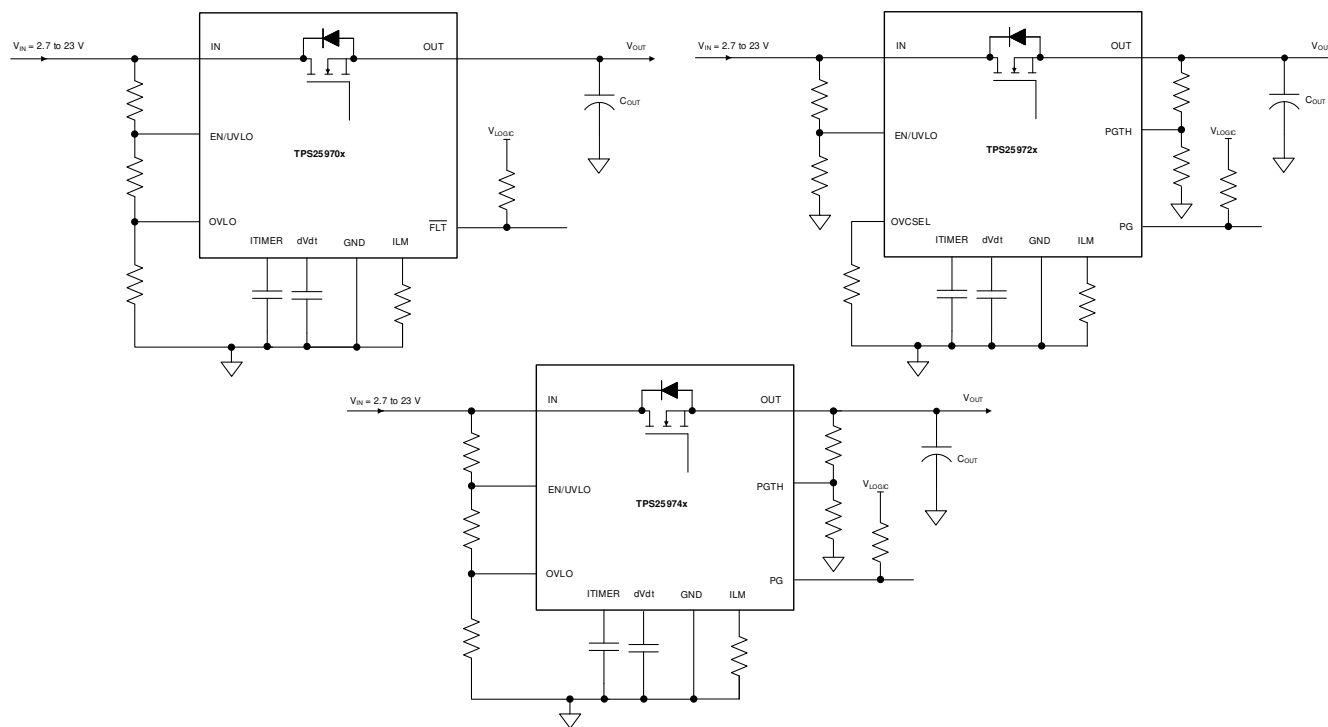 VIN = 2.7 to 23 V
IN
OUT
VOUT
COUT
EN/UVLO
VLOGIC
TPS25970x
OVLO
FLT
ITIMER
dVdt
GND
ILM
VIN = 2.7 to 23 V
IN
OUT
VOUT
COUT
EN/UVLO
PGTH
VLOGIC
TPS25972x
OVCSEL
PG
ITIMER
dVdt
GND
ILM
VIN = 2.7 to 23 V
IN
OUT
VOUT
COUT
EN/UVLO
PGTH
VLOGIC
TPS25974x
OVLO
PG
ITIMER
dVdt
GND
ILM